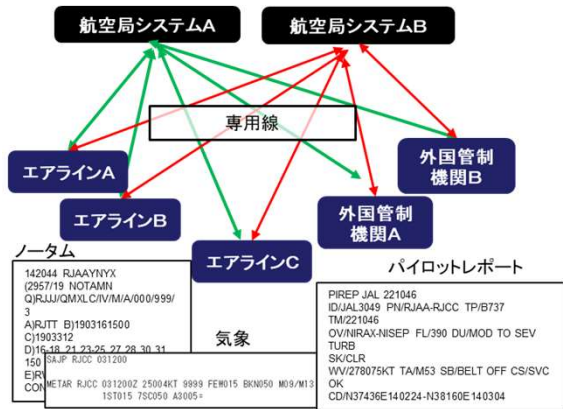 航空局システムA
航空局システムB
専用線
エアラインA
エアラインB
エアラインC
外国管制
機関A
外国管制
機関B
ノータム
142044 RJAAYNYX
(2957/19 NOTAMN
Q)RJJJ/QMXLC/IV/M/A/000/999/
3
A)RJTT B)1903161500
C)1903312
D)16-18 21 23-25 27 28 30 31
150
E)RW
CON
気象
SAJP RJCC 031200
METAR RJCC 031200Z 25004KT 9999 FEW015 BKN050 M09/M13
1ST015 7SC050 A3005=
パイロットレポート
PIREP JAL 221046
ID/JAL3049 PN/RJAA-RJCC TP/B737
TM/221046
OV/NIRAX-NISEP FL/390 DU/MOD TO SEV
TURB
SK/CLR
WV/278075KT TA/M53 SB/BELT OFF CS/SVC
OK
CD/N37436E140224-N38160E140304